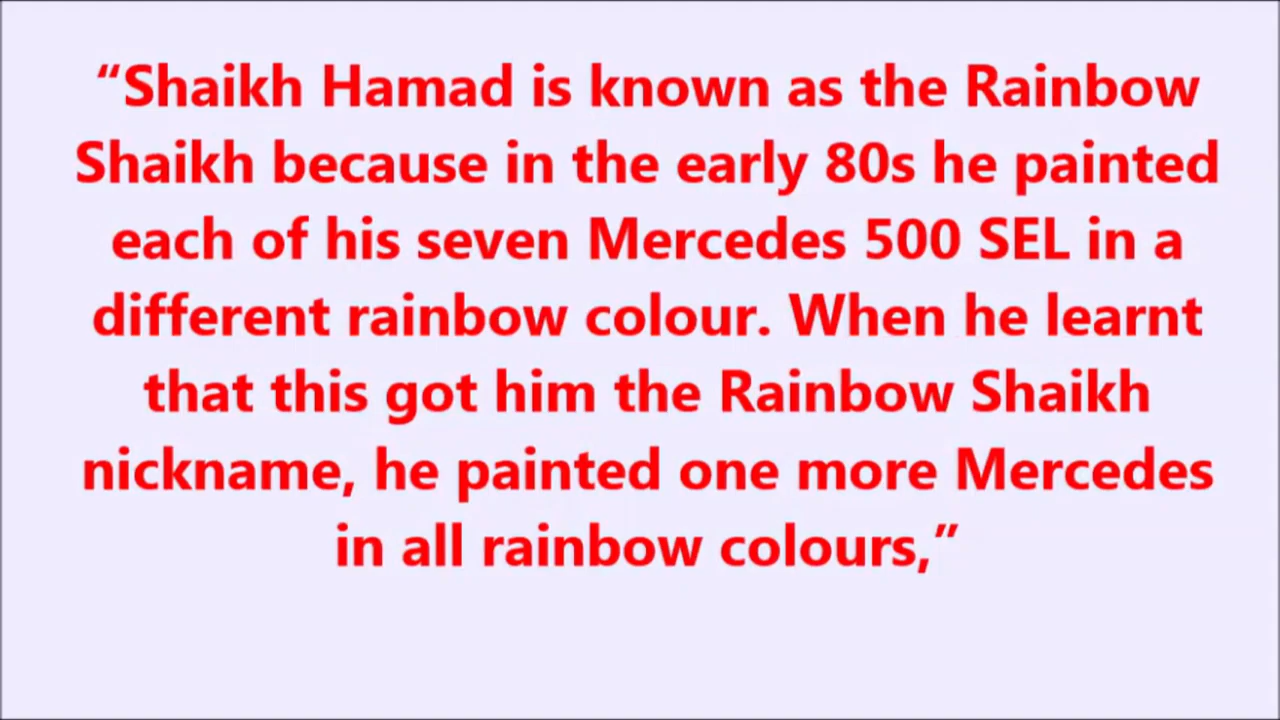 “Shaikh Hamad is known as the Rainbow
Shaikh because in the early 80s he painted
each of his seven Mercedes 500 SEL in a
different rainbow colour. When he learnt
that this got him the Rainbow Shaikh
nickname, he painted one more Mercedes
in all rainbow colours,”